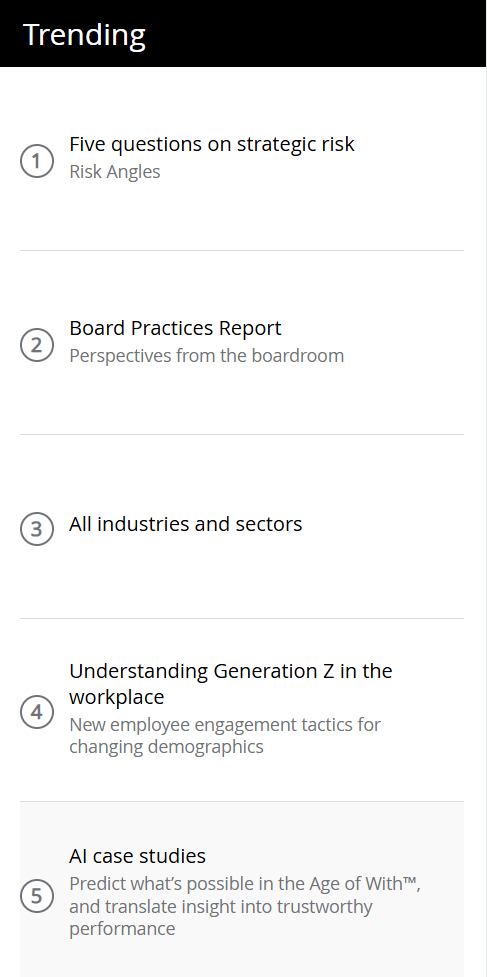 Trending
1
Five questions on strategic risk
Risk Angles
2
Board Practices Report
Perspectives from the boardroom
3
All industries and sectors
4
Understanding Generation Z in the
workplace
New employee engagement tactics for
changing demographics
5
AI case studies
Predict what’s possible in the Age of With™,
and translate insight into trustworthy
performance